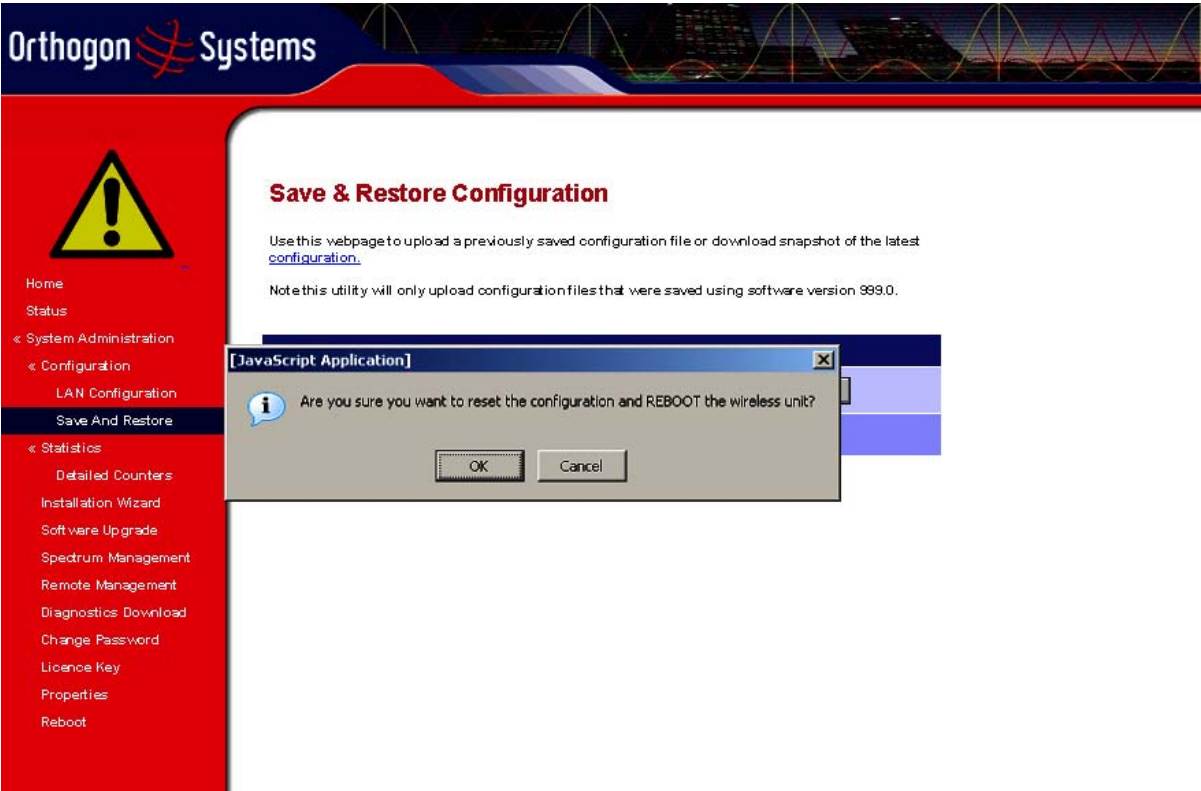 Orthogon Systems
Home
Status
« System Administration
« Configuration
LAN Configuration
Save And Restore
« Statistics
Detailed Counters
Installation Wizard
Software Upgrade
Spectrum Management
Remote Management
Diagnostics Download
Change Password
Licence Key
Properties
Reboot
Save & Restore Configuration
Use this webpage to upload a previously saved configuration file or download snapshot of the latest
configuration.
Note this utility will only upload configuration files that were saved using software version 999.0.
[JavaScript Application]
Are you sure you want to reset the configuration and REBOOT the wireless unit?
OK
Cancel